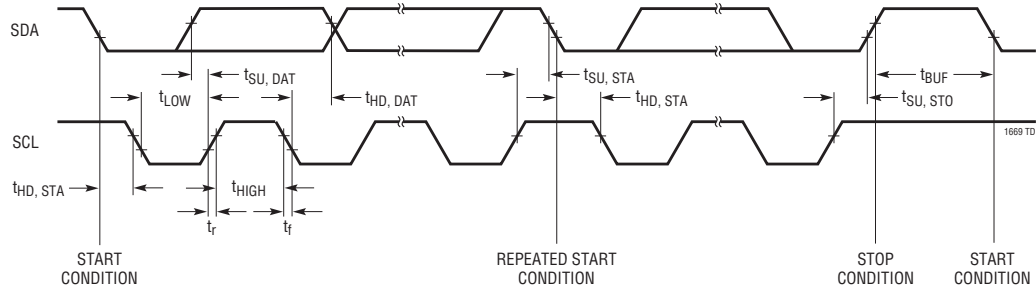 SDA
tSU, DAT
tSU, STA
tBUF
tLOW
tHD, DAT
tHD, STA
tSU, STO
SCL
1669 TD
tHD, STA
tHIGH
tr
tf
START
CONDITION
REPEATED START
CONDITION
STOP
CONDITION
START
CONDITION